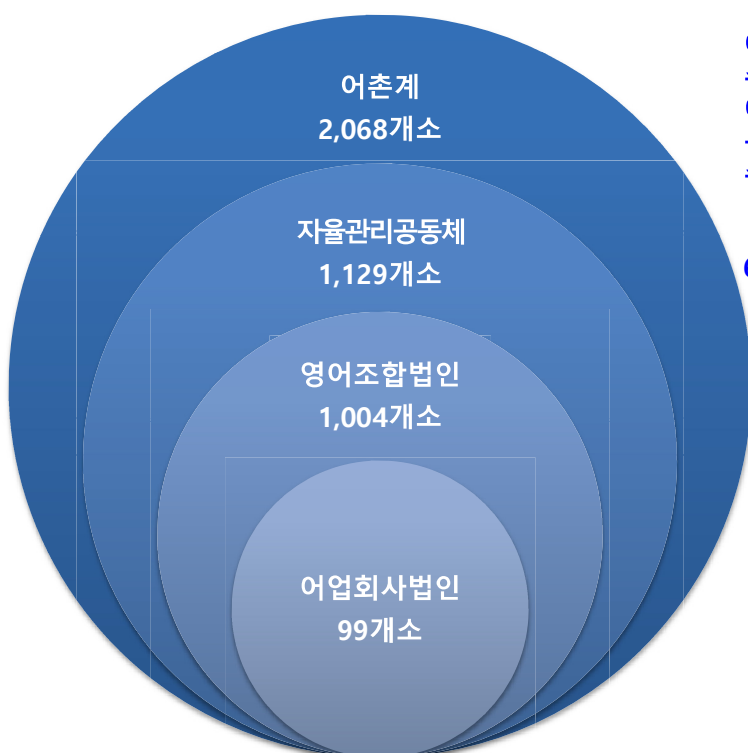 어촌계
2,068개소
자율관리공동체
1,129개소
영어조합법인
1,004개소
어업회사법인
99개소